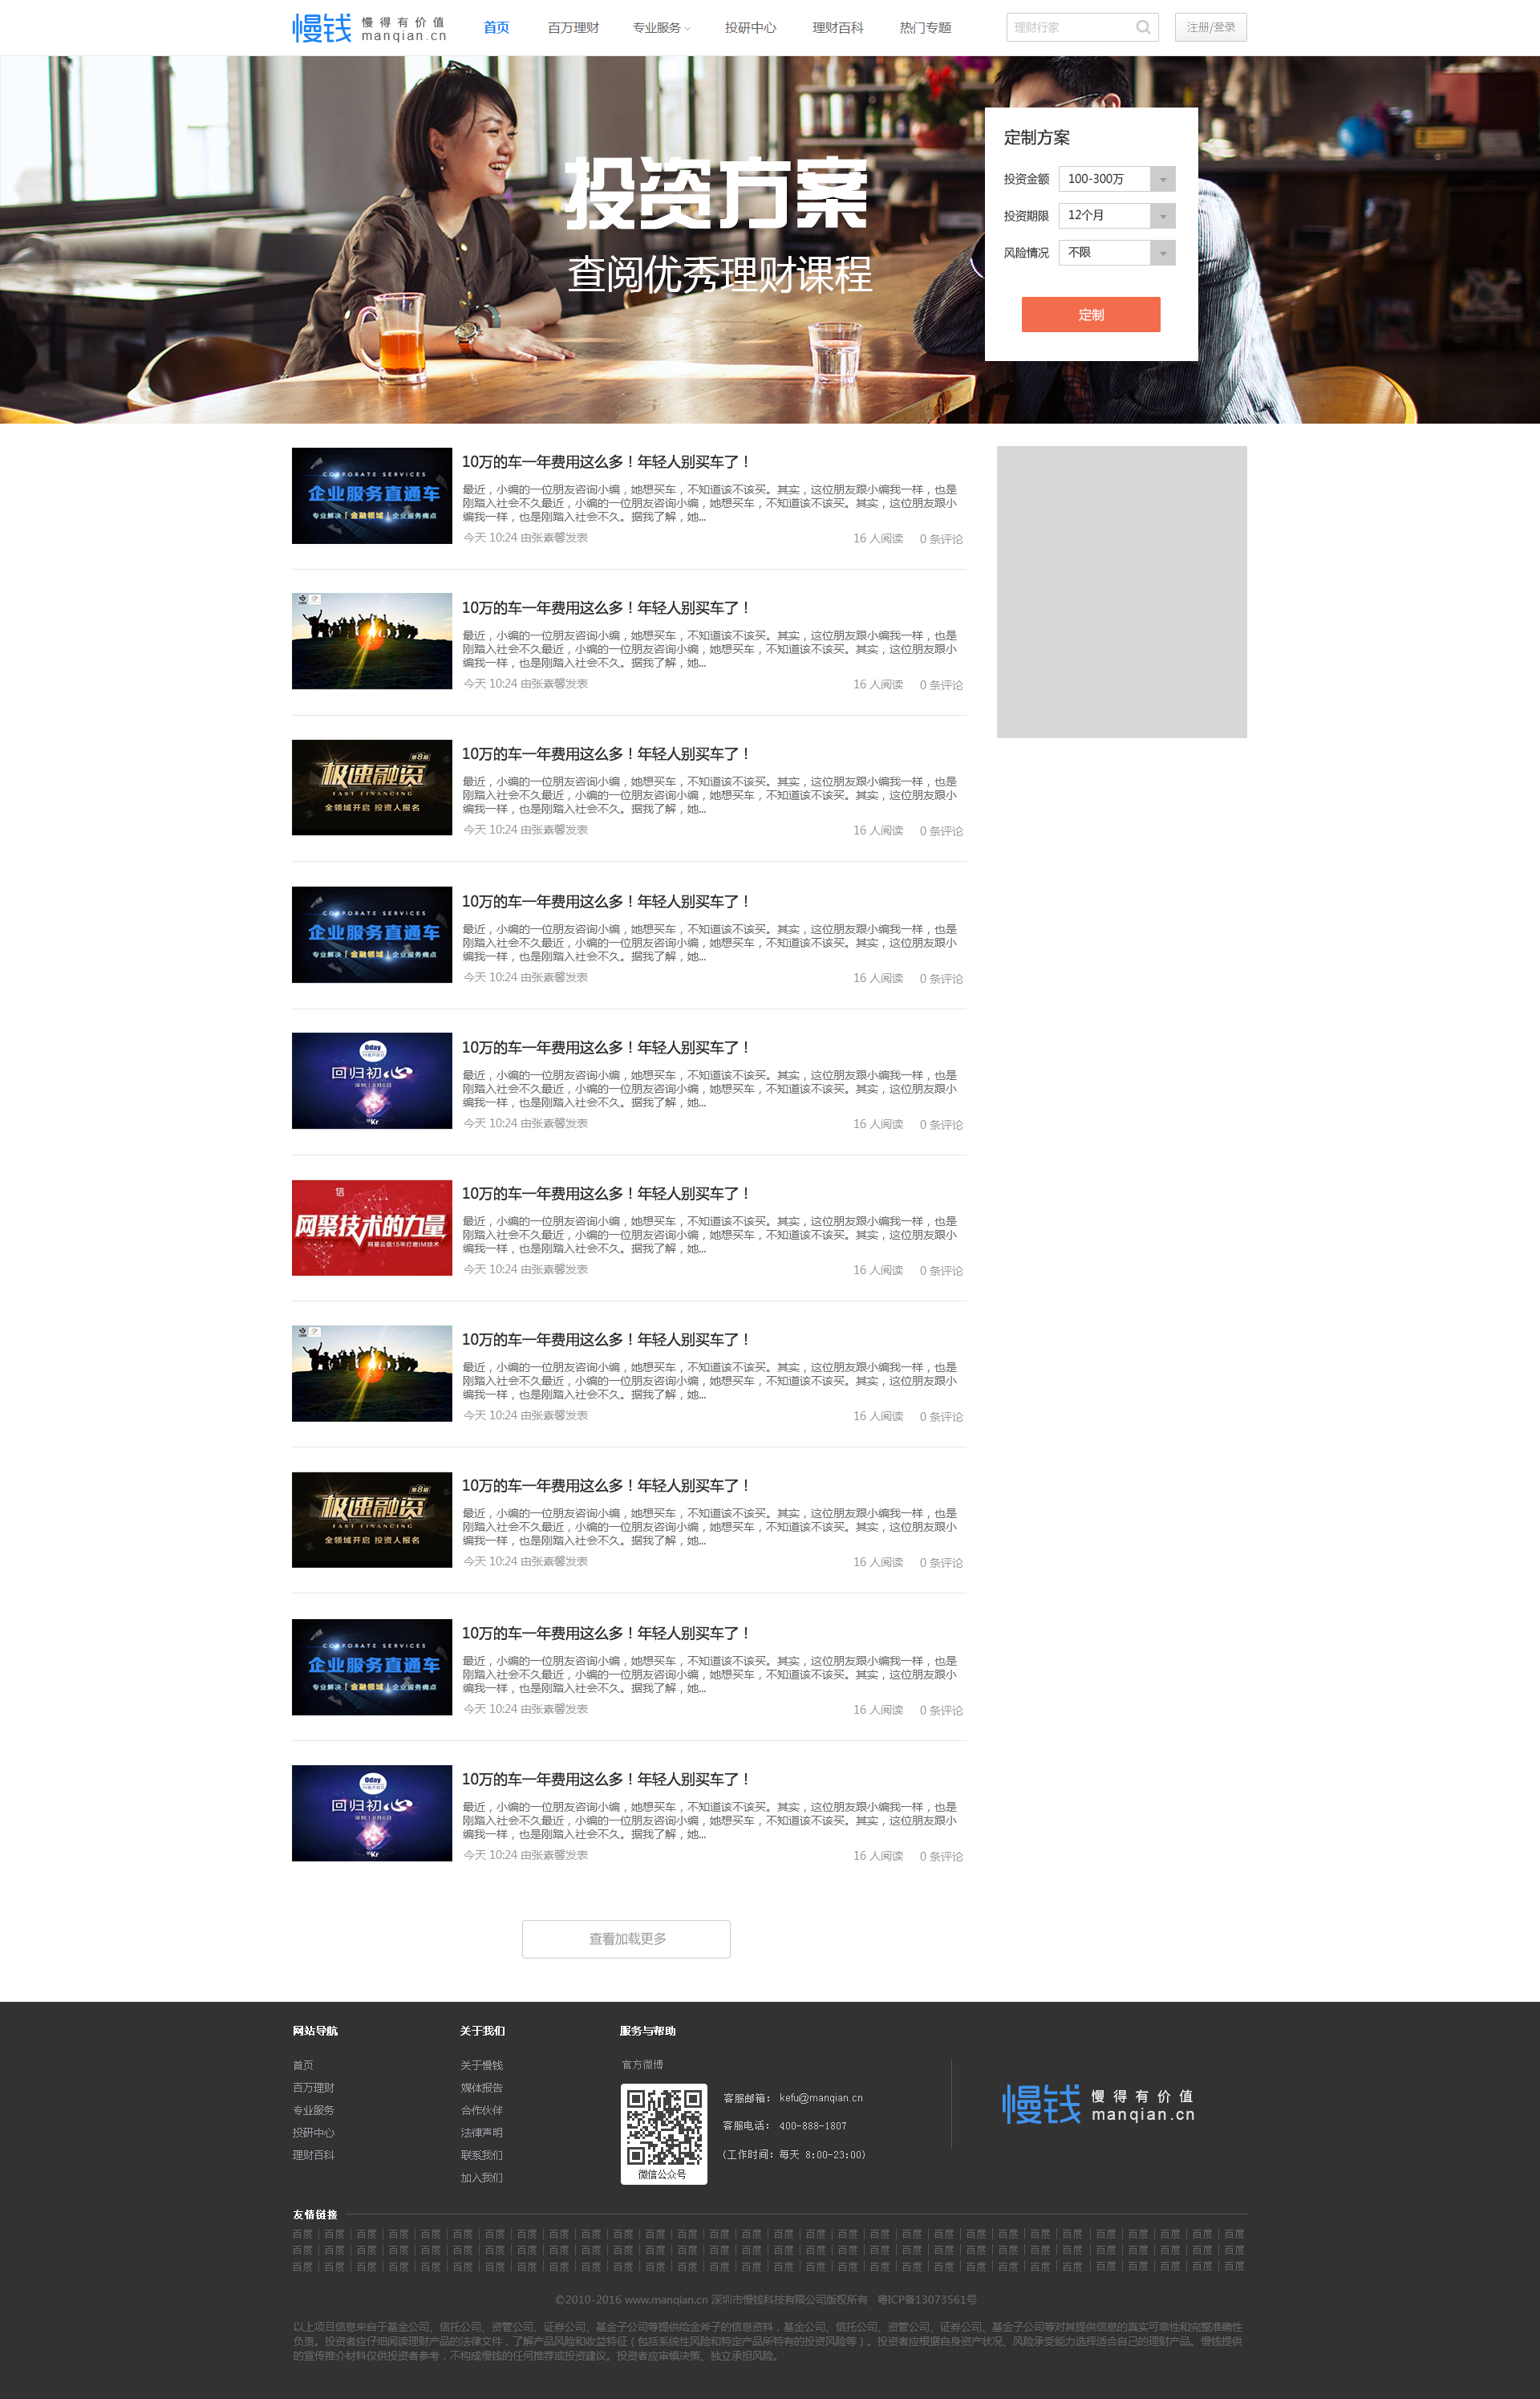 慢钱 慢得有价值 manqian.cn
首页 百万理财 专业服务 投研中心 理财百科 热门专题 理财行家 注册/登录
投资方案
查阅优秀理财课程
定制方案
投资金额 100-300万
投资期限 12个月
风险情况 不限
定制
CORPORATE SERVICES
企业服务直通车
专业解决「金融领域」企业服务痛点
10万的车一年费用这么多！年轻人别买车了！
最近，小编的一位朋友咨询小编，她想买车，不知道该不该买。其实，这位朋友跟小编我一样，也是
刚踏入社会不久最近，小编的一位朋友咨询小编，她想买车，不知道该不该买。其实，这位朋友跟小
编我一样，也是刚踏入社会不久。据我了解，她...
今天 10:24 由张素馨发表 16 人阅读 0 条评论
10万的车一年费用这么多！年轻人别买车了！
最近，小编的一位朋友咨询小编，她想买车，不知道该不该买。其实，这位朋友跟小编我一样，也是
刚踏入社会不久最近，小编的一位朋友咨询小编，她想买车，不知道该不该买。其实，这位朋友跟小
编我一样，也是刚踏入社会不久。据我了解，她...
今天 10:24 由张素馨发表 16 人阅读 0 条评论
第8期
极速融资
FAST FINANCING
全领域开启 投资人报名
10万的车一年费用这么多！年轻人别买车了！
最近，小编的一位朋友咨询小编，她想买车，不知道该不该买。其实，这位朋友跟小编我一样，也是
刚踏入社会不久最近，小编的一位朋友咨询小编，她想买车，不知道该不该买。其实，这位朋友跟小
编我一样，也是刚踏入社会不久。据我了解，她...
今天 10:24 由张素馨发表 16 人阅读 0 条评论
CORPORATE SERVICES
企业服务直通车
专业解决「金融领域」企业服务痛点
10万的车一年费用这么多！年轻人别买车了！
最近，小编的一位朋友咨询小编，她想买车，不知道该不该买。其实，这位朋友跟小编我一样，也是
刚踏入社会不久最近，小编的一位朋友咨询小编，她想买车，不知道该不该买。其实，这位朋友跟小
编我一样，也是刚踏入社会不久。据我了解，她...
今天 10:24 由张素馨发表 16 人阅读 0 条评论
Oday
回归初心
深圳|8月6日
36Kr
10万的车一年费用这么多！年轻人别买车了！
最近，小编的一位朋友咨询小编，她想买车，不知道该不该买。其实，这位朋友跟小编我一样，也是
刚踏入社会不久最近，小编的一位朋友咨询小编，她想买车，不知道该不该买。其实，这位朋友跟小
编我一样，也是刚踏入社会不久。据我了解，她...
今天 10:24 由张素馨发表 16 人阅读 0 条评论
信
网聚技术的力量
网易云信15年打磨IM技术
10万的车一年费用这么多！年轻人别买车了！
最近，小编的一位朋友咨询小编，她想买车，不知道该不该买。其实，这位朋友跟小编我一样，也是
刚踏入社会不久最近，小编的一位朋友咨询小编，她想买车，不知道该不该买。其实，这位朋友跟小
编我一样，也是刚踏入社会不久。据我了解，她...
今天 10:24 由张素馨发表 16 人阅读 0 条评论
10万的车一年费用这么多！年轻人别买车了！
最近，小编的一位朋友咨询小编，她想买车，不知道该不该买。其实，这位朋友跟小编我一样，也是
刚踏入社会不久最近，小编的一位朋友咨询小编，她想买车，不知道该不该买。其实，这位朋友跟小
编我一样，也是刚踏入社会不久。据我了解，她...
今天 10:24 由张素馨发表 16 人阅读 0 条评论
第8期
极速融资
FAST FINANCING
全领域开启 投资人报名
10万的车一年费用这么多！年轻人别买车了！
最近，小编的一位朋友咨询小编，她想买车，不知道该不该买。其实，这位朋友跟小编我一样，也是
刚踏入社会不久最近，小编的一位朋友咨询小编，她想买车，不知道该不该买。其实，这位朋友跟小
编我一样，也是刚踏入社会不久。据我了解，她...
今天 10:24 由张素馨发表 16 人阅读 0 条评论
CORPORATE SERVICES
企业服务直通车
专业解决「金融领域」企业服务痛点
10万的车一年费用这么多！年轻人别买车了！
最近，小编的一位朋友咨询小编，她想买车，不知道该不该买。其实，这位朋友跟小编我一样，也是
刚踏入社会不久最近，小编的一位朋友咨询小编，她想买车，不知道该不该买。其实，这位朋友跟小
编我一样，也是刚踏入社会不久。据我了解，她...
今天 10:24 由张素馨发表 16 人阅读 0 条评论
Oday
回归初心
深圳|8月6日
36Kr
10万的车一年费用这么多！年轻人别买车了！
最近，小编的一位朋友咨询小编，她想买车，不知道该不该买。其实，这位朋友跟小编我一样，也是
刚踏入社会不久最近，小编的一位朋友咨询小编，她想买车，不知道该不该买。其实，这位朋友跟小
编我一样，也是刚踏入社会不久。据我了解，她...
今天 10:24 由张素馨发表 16 人阅读 0 条评论
查看加载更多
网站导航
首页
百万理财
专业服务
投研中心
理财百科
关于我们
关于慢钱
媒体报告
合作伙伴
法律声明
联系我们
加入我们
服务与帮助
官方微博
微信公众号
客服邮箱： kefu@manqian.cn
客服电话： 400-888-1807
(工作时间：每天 8:00-23:00)
慢钱 慢得有价值 manqian.cn
友情链接
百度 | 百度 | 百度 | 百度 | 百度 | 百度 | 百度 | 百度 | 百度 | 百度 | 百度 | 百度 | 百度 | 百度 | 百度 | 百度 | 百度 | 百度 | 百度 | 百度 | 百度 | 百度 | 百度 | 百度 | 百度 | 百度 | 百度 | 百度 | 百度 | 百度
百度 | 百度 | 百度 | 百度 | 百度 | 百度 | 百度 | 百度 | 百度 | 百度 | 百度 | 百度 | 百度 | 百度 | 百度 | 百度 | 百度 | 百度 | 百度 | 百度 | 百度 | 百度 | 百度 | 百度 | 百度 | 百度 | 百度 | 百度 | 百度 | 百度
百度 | 百度 | 百度 | 百度 | 百度 | 百度 | 百度 | 百度 | 百度 | 百度 | 百度 | 百度 | 百度 | 百度 | 百度 | 百度 | 百度 | 百度 | 百度 | 百度 | 百度 | 百度 | 百度 | 百度 | 百度 | 百度 | 百度 | 百度 | 百度 | 百度
©2010-2016 www.manqian.cn 深圳市慢钱科技有限公司版权所有 粤ICP备13073561号
以上项目信息来自于基金公司、信托公司、资管公司、证券公司、基金子公司等提供给金斧子的信息资料，基金公司、信托公司、资管公司、证券公司、基金子公司等对其提供信息的真实可靠性和完整准确性
负责。投资者应仔细阅读理财产品的法律文件，了解产品风险和收益特征（包括系统性风险和特定产品所特有的投资风险等）。投资者应根据自身资产状况、风险承受能力选择适合自己的理财产品。慢钱提供
的宣传推介材料仅供投资者参考，不构成慢钱的任何推荐或投资建议。投资者应审慎决策、独立承担风险。